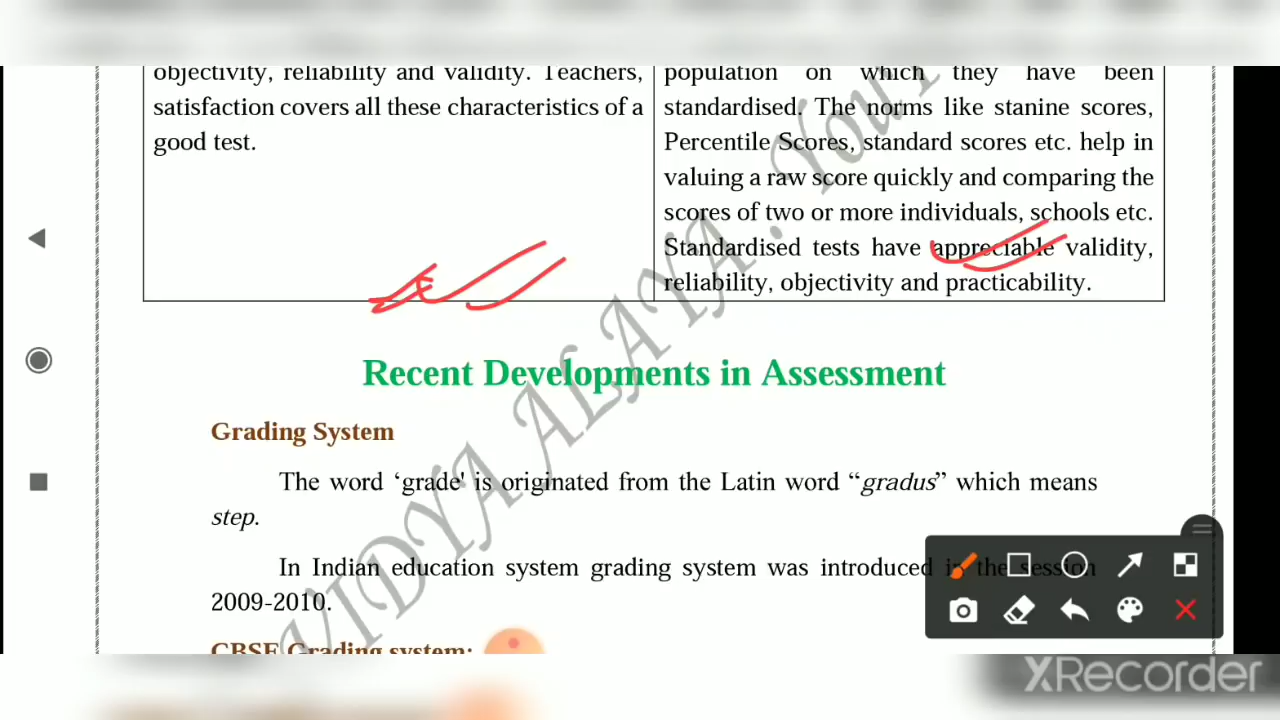 objectivity, reliability and validity. Teachers,
satisfaction covers all these characteristics of a
good test.
population on which they have been
standardised. The norms like stanine scores,
Percentile Scores, standard scores etc. help in
valuing a raw score quickly and comparing the
scores of two or more individuals, schools etc.
Standardised tests have appreciable validity,
reliability, objectivity and practicability.
VIDYA ALAYA . YouT
Recent Developments in Assessment
Grading System
The word ‘grade' is originated from the Latin word “gradus” which means
step.
In Indian education system grading system was introduced in the session
2009-2010.
CBSE Grading system:
XRecorder